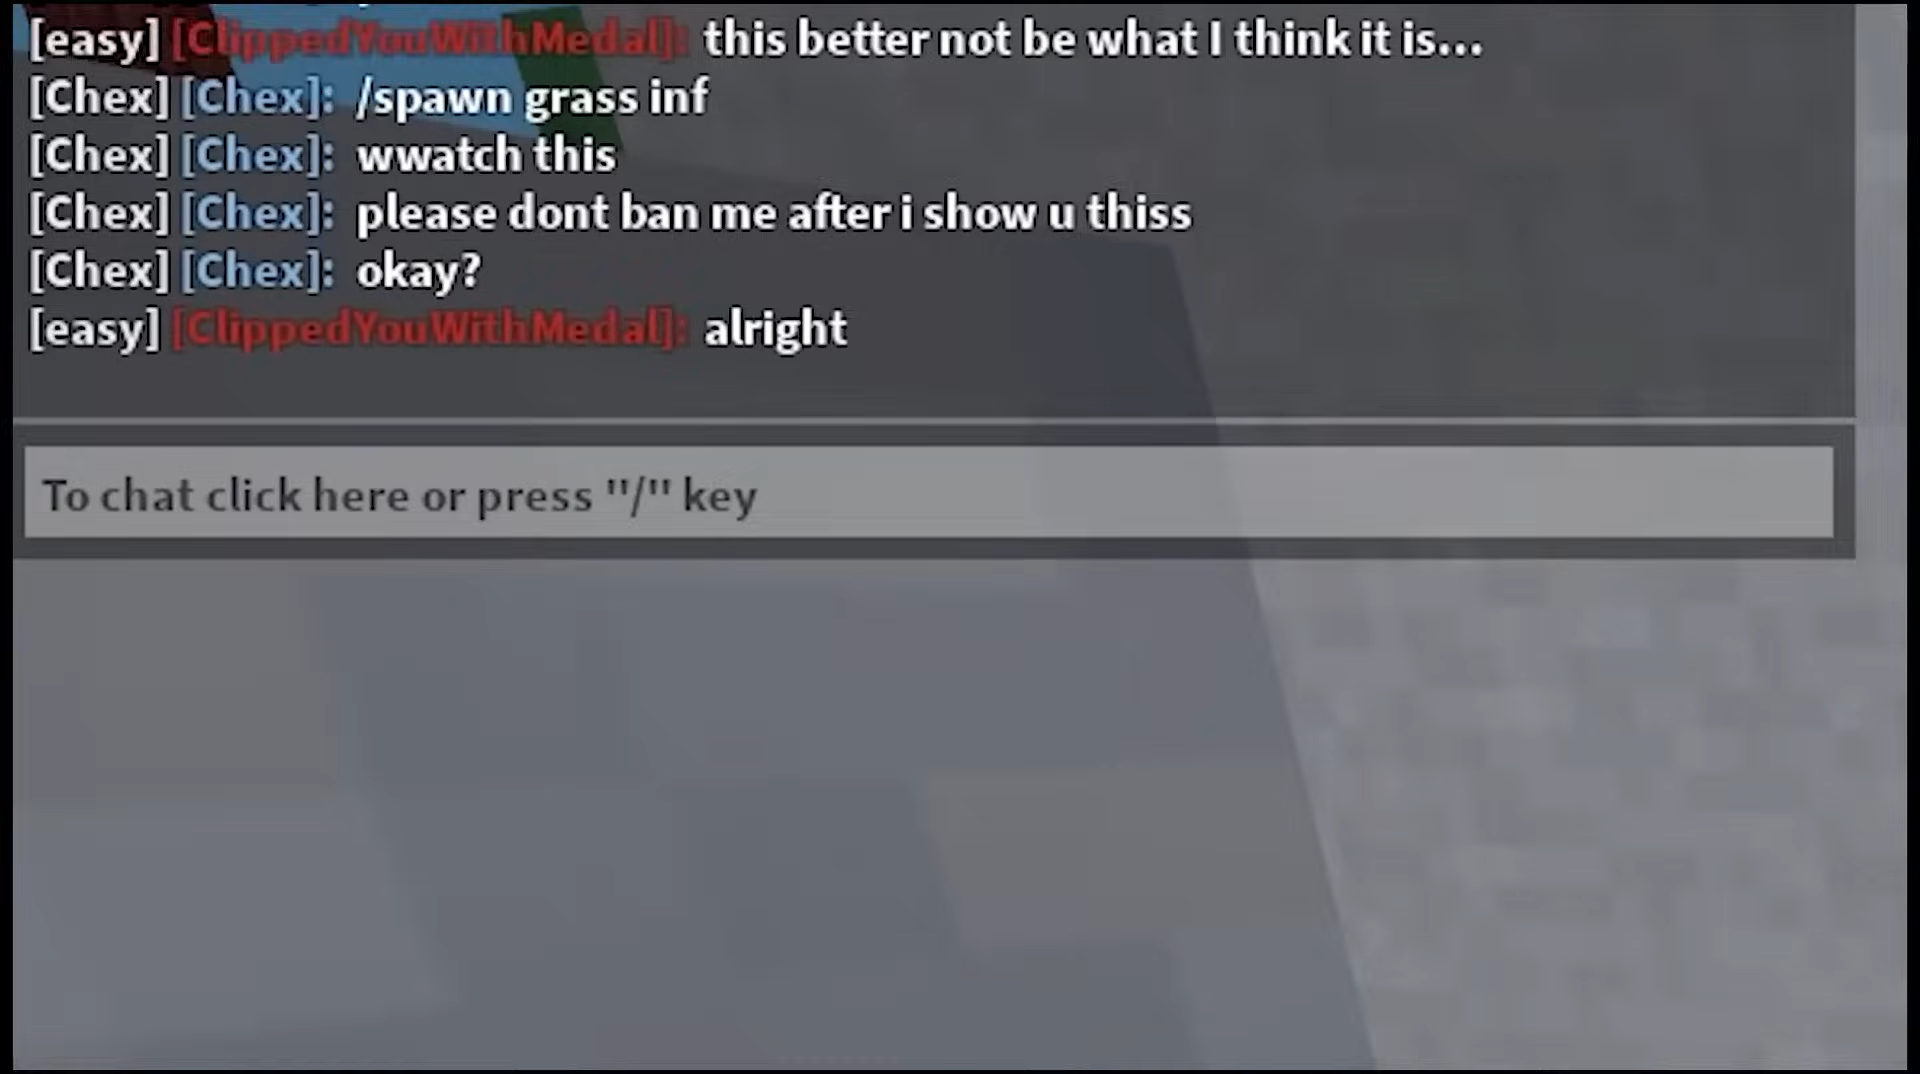 [easy] [ClippedYouWithMedal]: this better not be what I think it is...
[Chex] [Chex]: /spawn grass inf
[Chex] [Chex]: wwatch this
[Chex] [Chex]: please dont ban me after i show u thiss
[Chex] [Chex]: okay?
[easy] [ClippedYouWithMedal]: alright
To chat click here or press "/" key